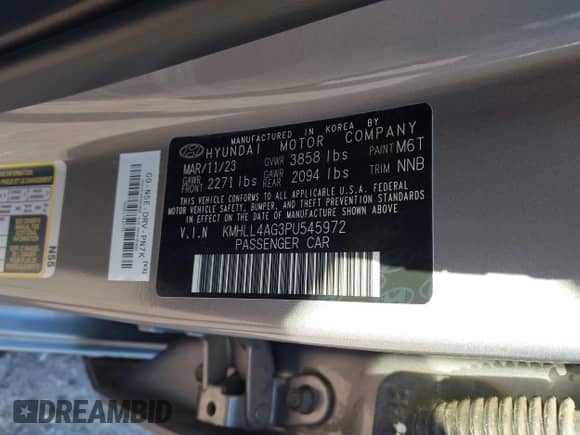 MANUFACTURED IN KOREA BY
HYUNDAI MOTOR COMPANY
MAR/11/23 GVWR 3858 lbs PAINT M6T
GAWR FRONT 2271 lbs GAWR REAR 2094 lbs TRIM NNB
THIS VEHICLE CONFORMS TO ALL APPLICABLE U.S.A. FEDERAL
MOTOR VEHICLE SAFETY, BUMPER, AND THEFT PREVENTION
STANDARDS IN EFFECT ON THE DATE OF MANUFACTURE SHOWN ABOVE.
V.I.N KMHLL4AG3PU545972
PASSENGER CAR
N55
DREAMBID